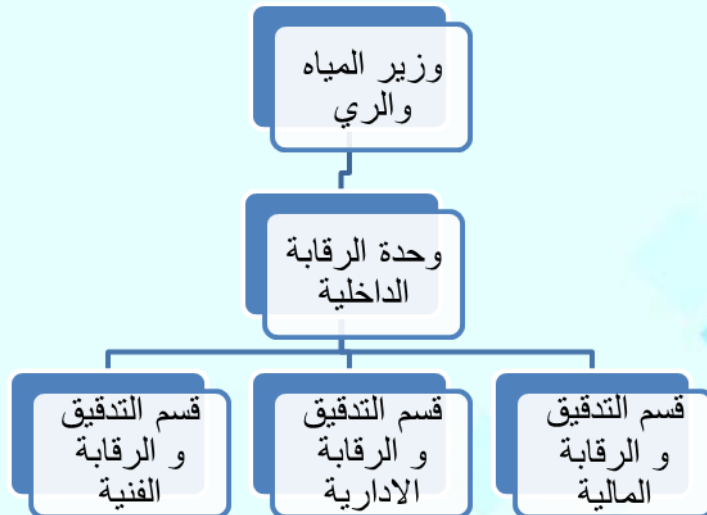 وزير المياه
والري
وحدة الرقابة
الداخلية
قسم التدقيق
و الرقابة
المالية
قسم التدقيق
و الرقابة
الادارية
قسم التدقيق
و الرقابة
الفنية